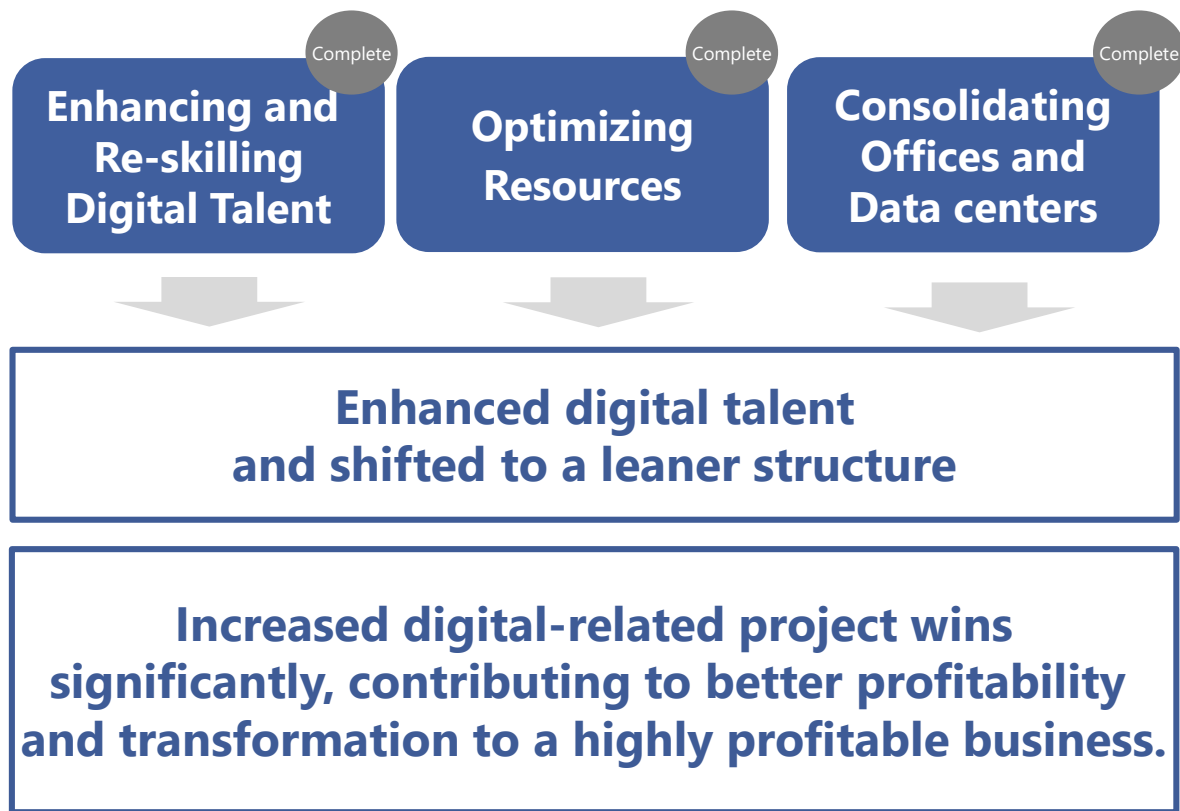 Complete
Enhancing and
Re-skilling
Digital Talent
Complete
Optimizing
Resources
Complete
Consolidating
Offices and
Data centers
Enhanced digital talent
and shifted to a leaner structure
Increased digital-related project wins
significantly, contributing to better profitability
and transformation to a highly profitable business.